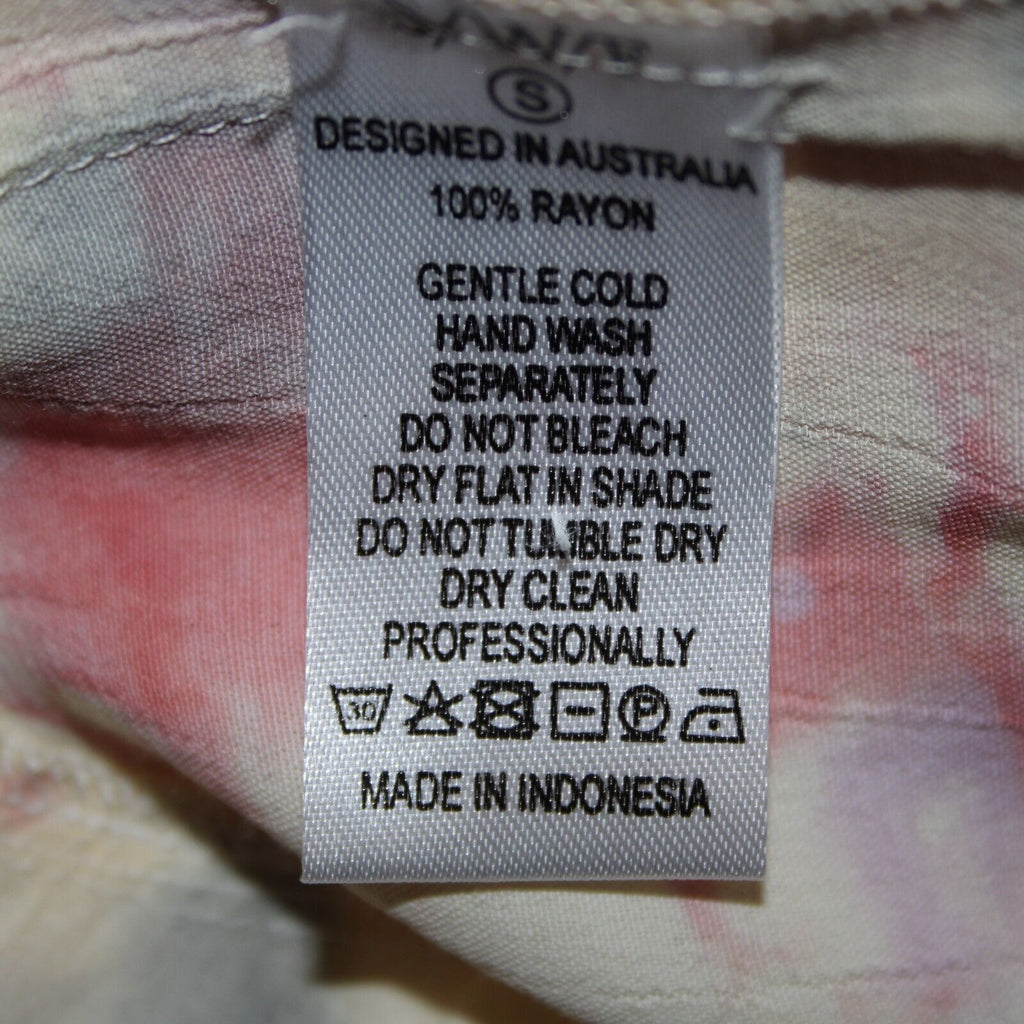 S
DESIGNED IN AUSTRALIA
100% RAYON
GENTLE COLD
HAND WASH
SEPARATELY
DO NOT BLEACH
DRY FLAT IN SHADE
DO NOT TUMBLE DRY
DRY CLEAN
PROFESSIONALLY
30 P
MADE IN INDONESIA